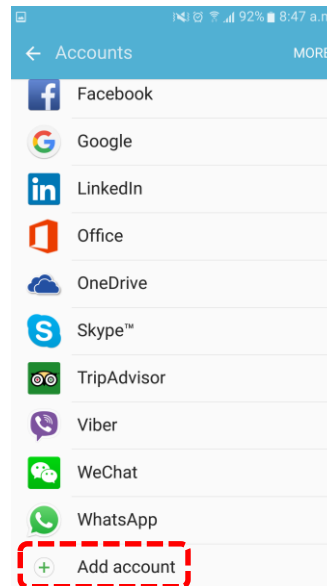 92% 8:47 a.m
Accounts MORE
Facebook
Google
LinkedIn
Office
OneDrive
Skype™
TripAdvisor
Viber
WeChat
WhatsApp
Add account